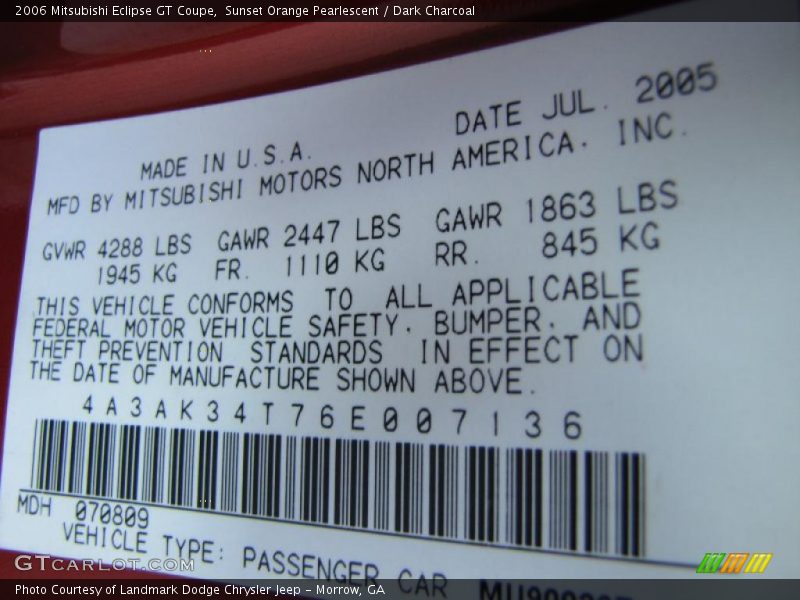 2006 Mitsubishi Eclipse GT Coupe,  Sunset Orange Pearlescent / Dark Charcoal
DATE JUL. 2005
MADE IN U.S.A.
MFD BY MITSUBISHI MOTORS NORTH AMERICA. INC.
GVWR 4288 LBS GAWR 2447 LBS GAWR 1863 LBS
1945 KG FR. 1110 KG RR. 845 KG
THIS VEHICLE CONFORMS TO ALL APPLICABLE
FEDERAL MOTOR VEHICLE SAFETY. BUMPER. AND
THEFT PREVENTION STANDARDS IN EFFECT ON
THE DATE OF MANUFACTURE SHOWN ABOVE.
4A3AK34T76E007136
MDH 070809
VEHICLE TYPE: PASSENGER CAR
GTCARLOT.COM
Photo Courtesy of Landmark Dodge Chrysler Jeep – Morrow, GA